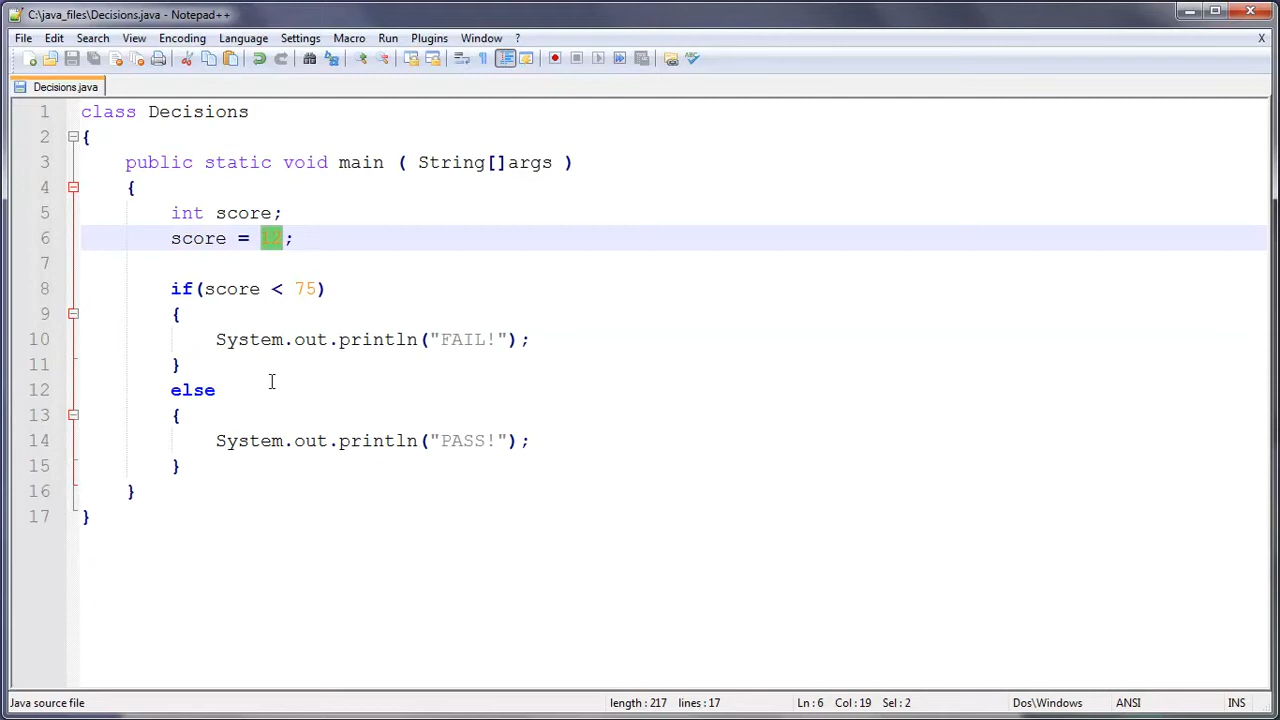 C:\java_files\Decisions.java - Notepad++
File Edit Search View Encoding Language Settings Macro Run Plugins Window ? X
Decisions.java
1 class Decisions
2 {
3 public static void main ( String[]args )
4 {
5 int score;
6 score = 12;
7
8 if(score < 75)
9 {
10 System.out.println("FAIL!");
11 }
12 else
13 {
14 System.out.println("PASS!");
15 }
16 }
17 }
Java source file length : 217 lines : 17 Ln : 6 Col : 19 Sel : 2 Dos\Windows ANSI INS